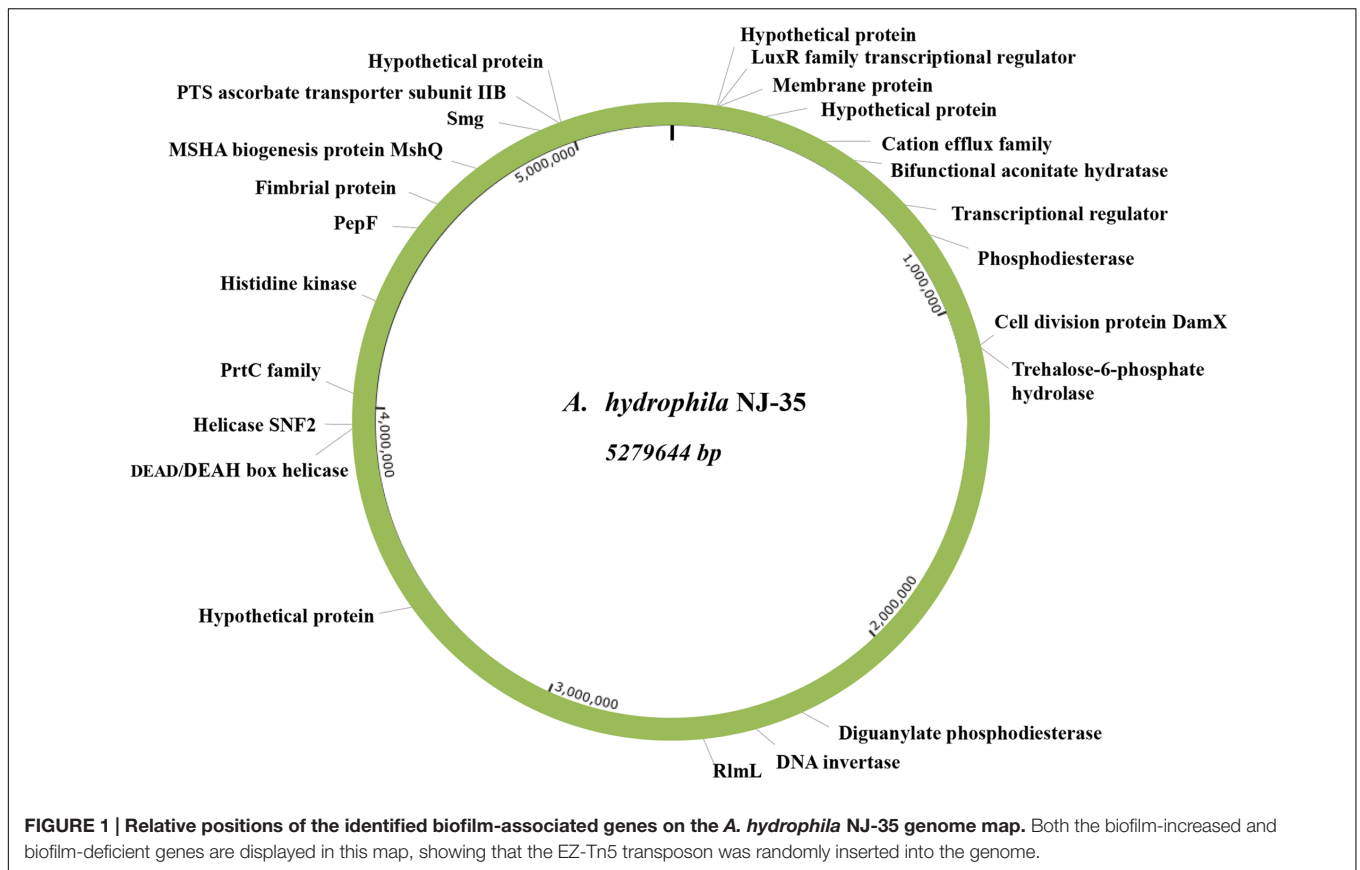 Hypothetical protein
LuxR family transcriptional regulator
Membrane protein
Hypothetical protein
Cation efflux family
Bifunctional aconitate hydratase
Transcriptional regulator
Phosphodiesterase
1,000,000
Cell division protein DamX
Trehalose-6-phosphate
hydrolase
2,000,000
Diguanylate phosphodiesterase
DNA invertase
RlmL
3,000,000
Hypothetical protein
DEAD/DEAH box helicase
Helicase SNF2
4,000,000
PrtC family
Histidine kinase
PepF
Fimbrial protein
MSHA biogenesis protein MshQ
Smg
PTS ascorbate transporter subunit IIB
Hypothetical protein
5,000,000
A. hydrophila NJ-35
5279644 bp
FIGURE 1 | Relative positions of the identified biofilm-associated genes on the A. hydrophila NJ-35 genome map. Both the biofilm-increased and
biofilm-deficient genes are displayed in this map, showing that the EZ-Tn5 transposon was randomly inserted into the genome.